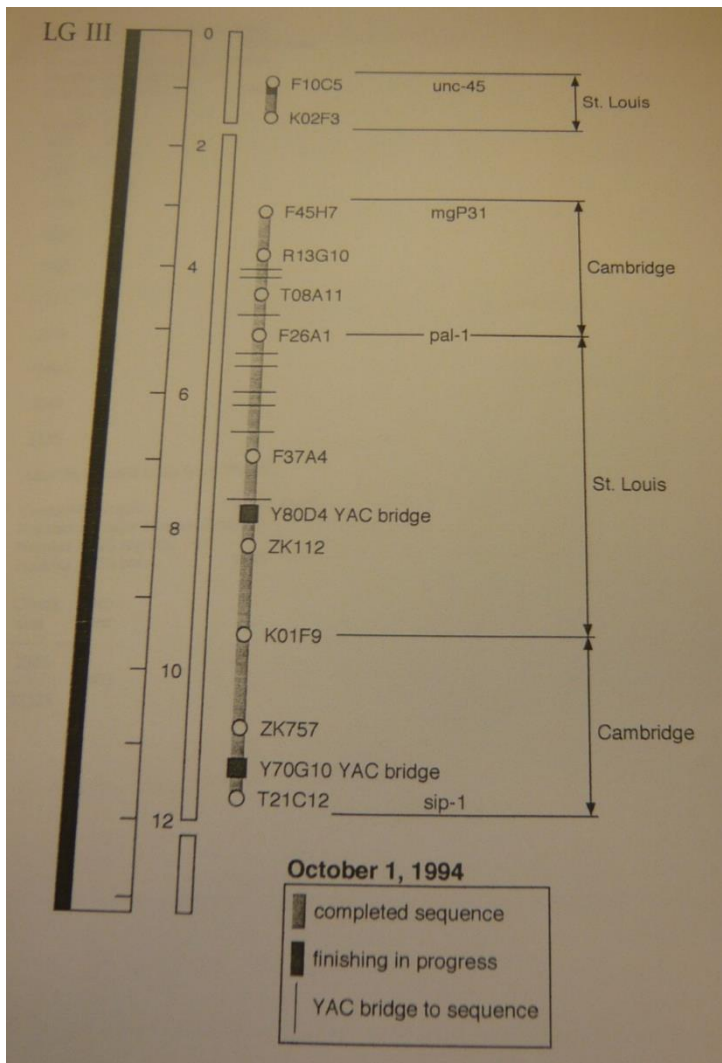 LG III
0
F10C5 unc-45
St. Louis
K02F3
2
F45H7 mgP31
R13G10
4 Cambridge
T08A11
F26A1 pal-1
6
F37A4
St. Louis
Y80D4 YAC bridge
8
ZK112
K01F9
10
ZK757 Cambridge
Y70G10 YAC bridge
T21C12 sip-1
12
October 1, 1994
completed sequence
finishing in progress
YAC bridge to sequence